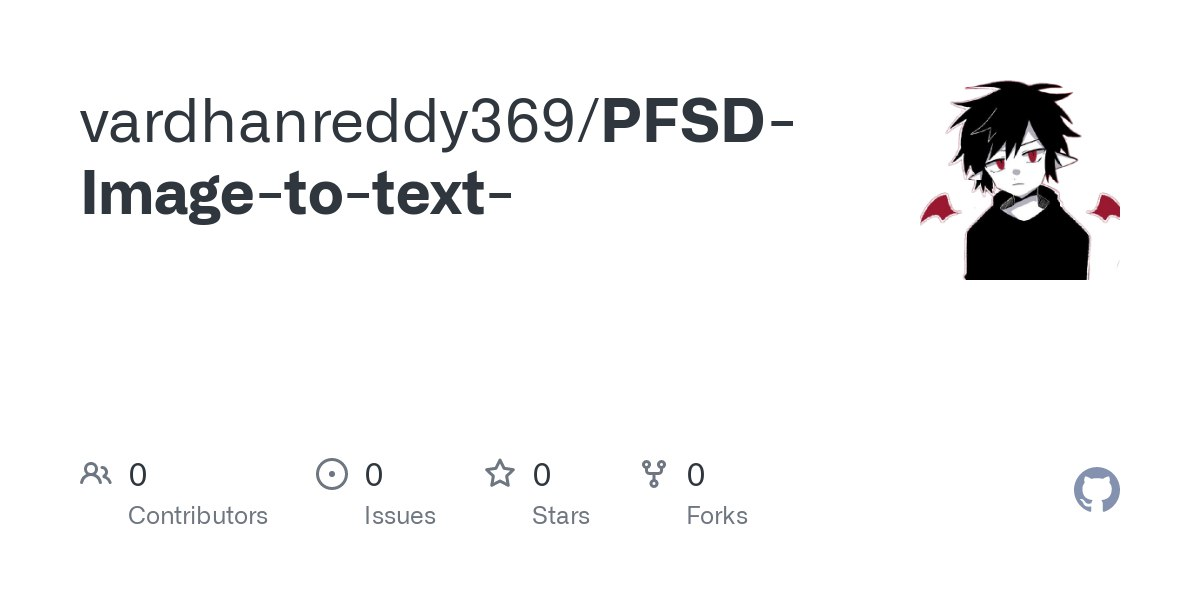 vardhanreddy369/PFSD-
Image-to-text-
0
Contributors
0
Issues
0
Stars
0
Forks